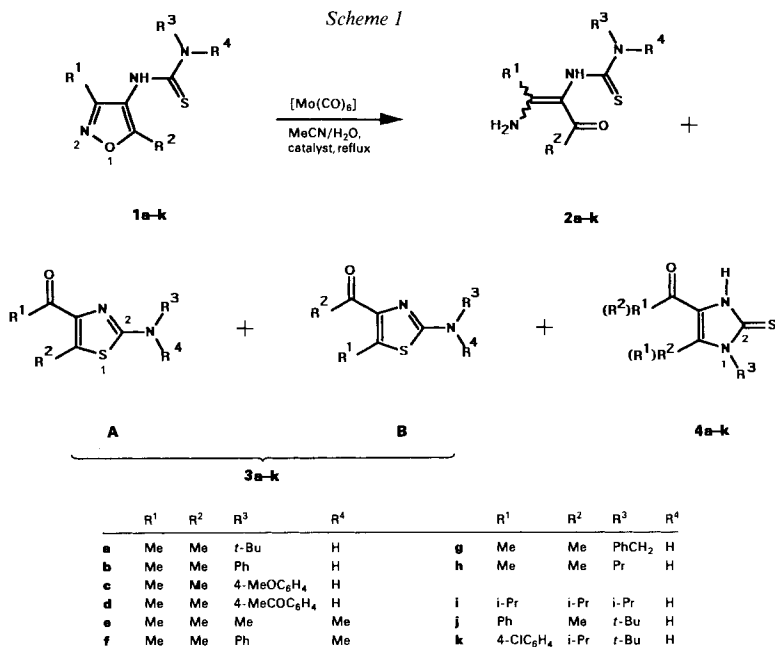 Scheme 1
R³
N R⁴
R¹ NH
S
N R²
2 O
1
[Mo(CO)₆]
MeCN/H₂O,
catalyst, reflux
R³
N R⁴
R¹ NH
S
H₂N O
R²
+
1a–k
2a–k
O
R¹ N R³
2 N
R² S R⁴
1
+
O
R² N R³
N
R¹ S R⁴
+
O H
(R²)R¹ N
2 S
(R¹)R² N 1
R³
A
B
4a–k
3a–k
R¹ R² R³ R⁴ R¹ R² R³ R⁴
a Me Me t-Bu H g Me Me PhCH₂ H
b Me Me Ph H h Me Me Pr H
c Me Me 4-MeOC₆H₄ H
d Me Me 4-MeCOC₆H₄ H i i-Pr i-Pr i-Pr H
e Me Me Me Me j Ph Me t-Bu H
f Me Me Ph Me k 4-ClC₆H₄ i-Pr t-Bu H